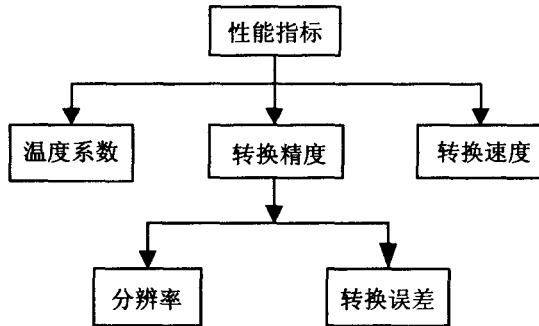 性能指标
温度系数
转换精度
转换速度
分辨率
转换误差